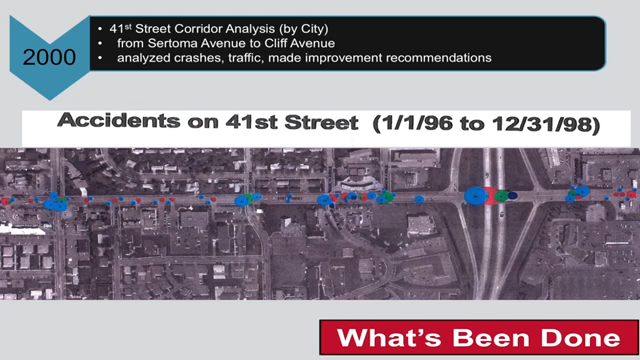 2000
• 41st Street Corridor Analysis (by City)
• from Sertoma Avenue to Cliff Avenue
• analyzed crashes, traffic, made improvement recommendations
Accidents on 41st Street (1/1/96 to 12/31/98)
What's Been Done